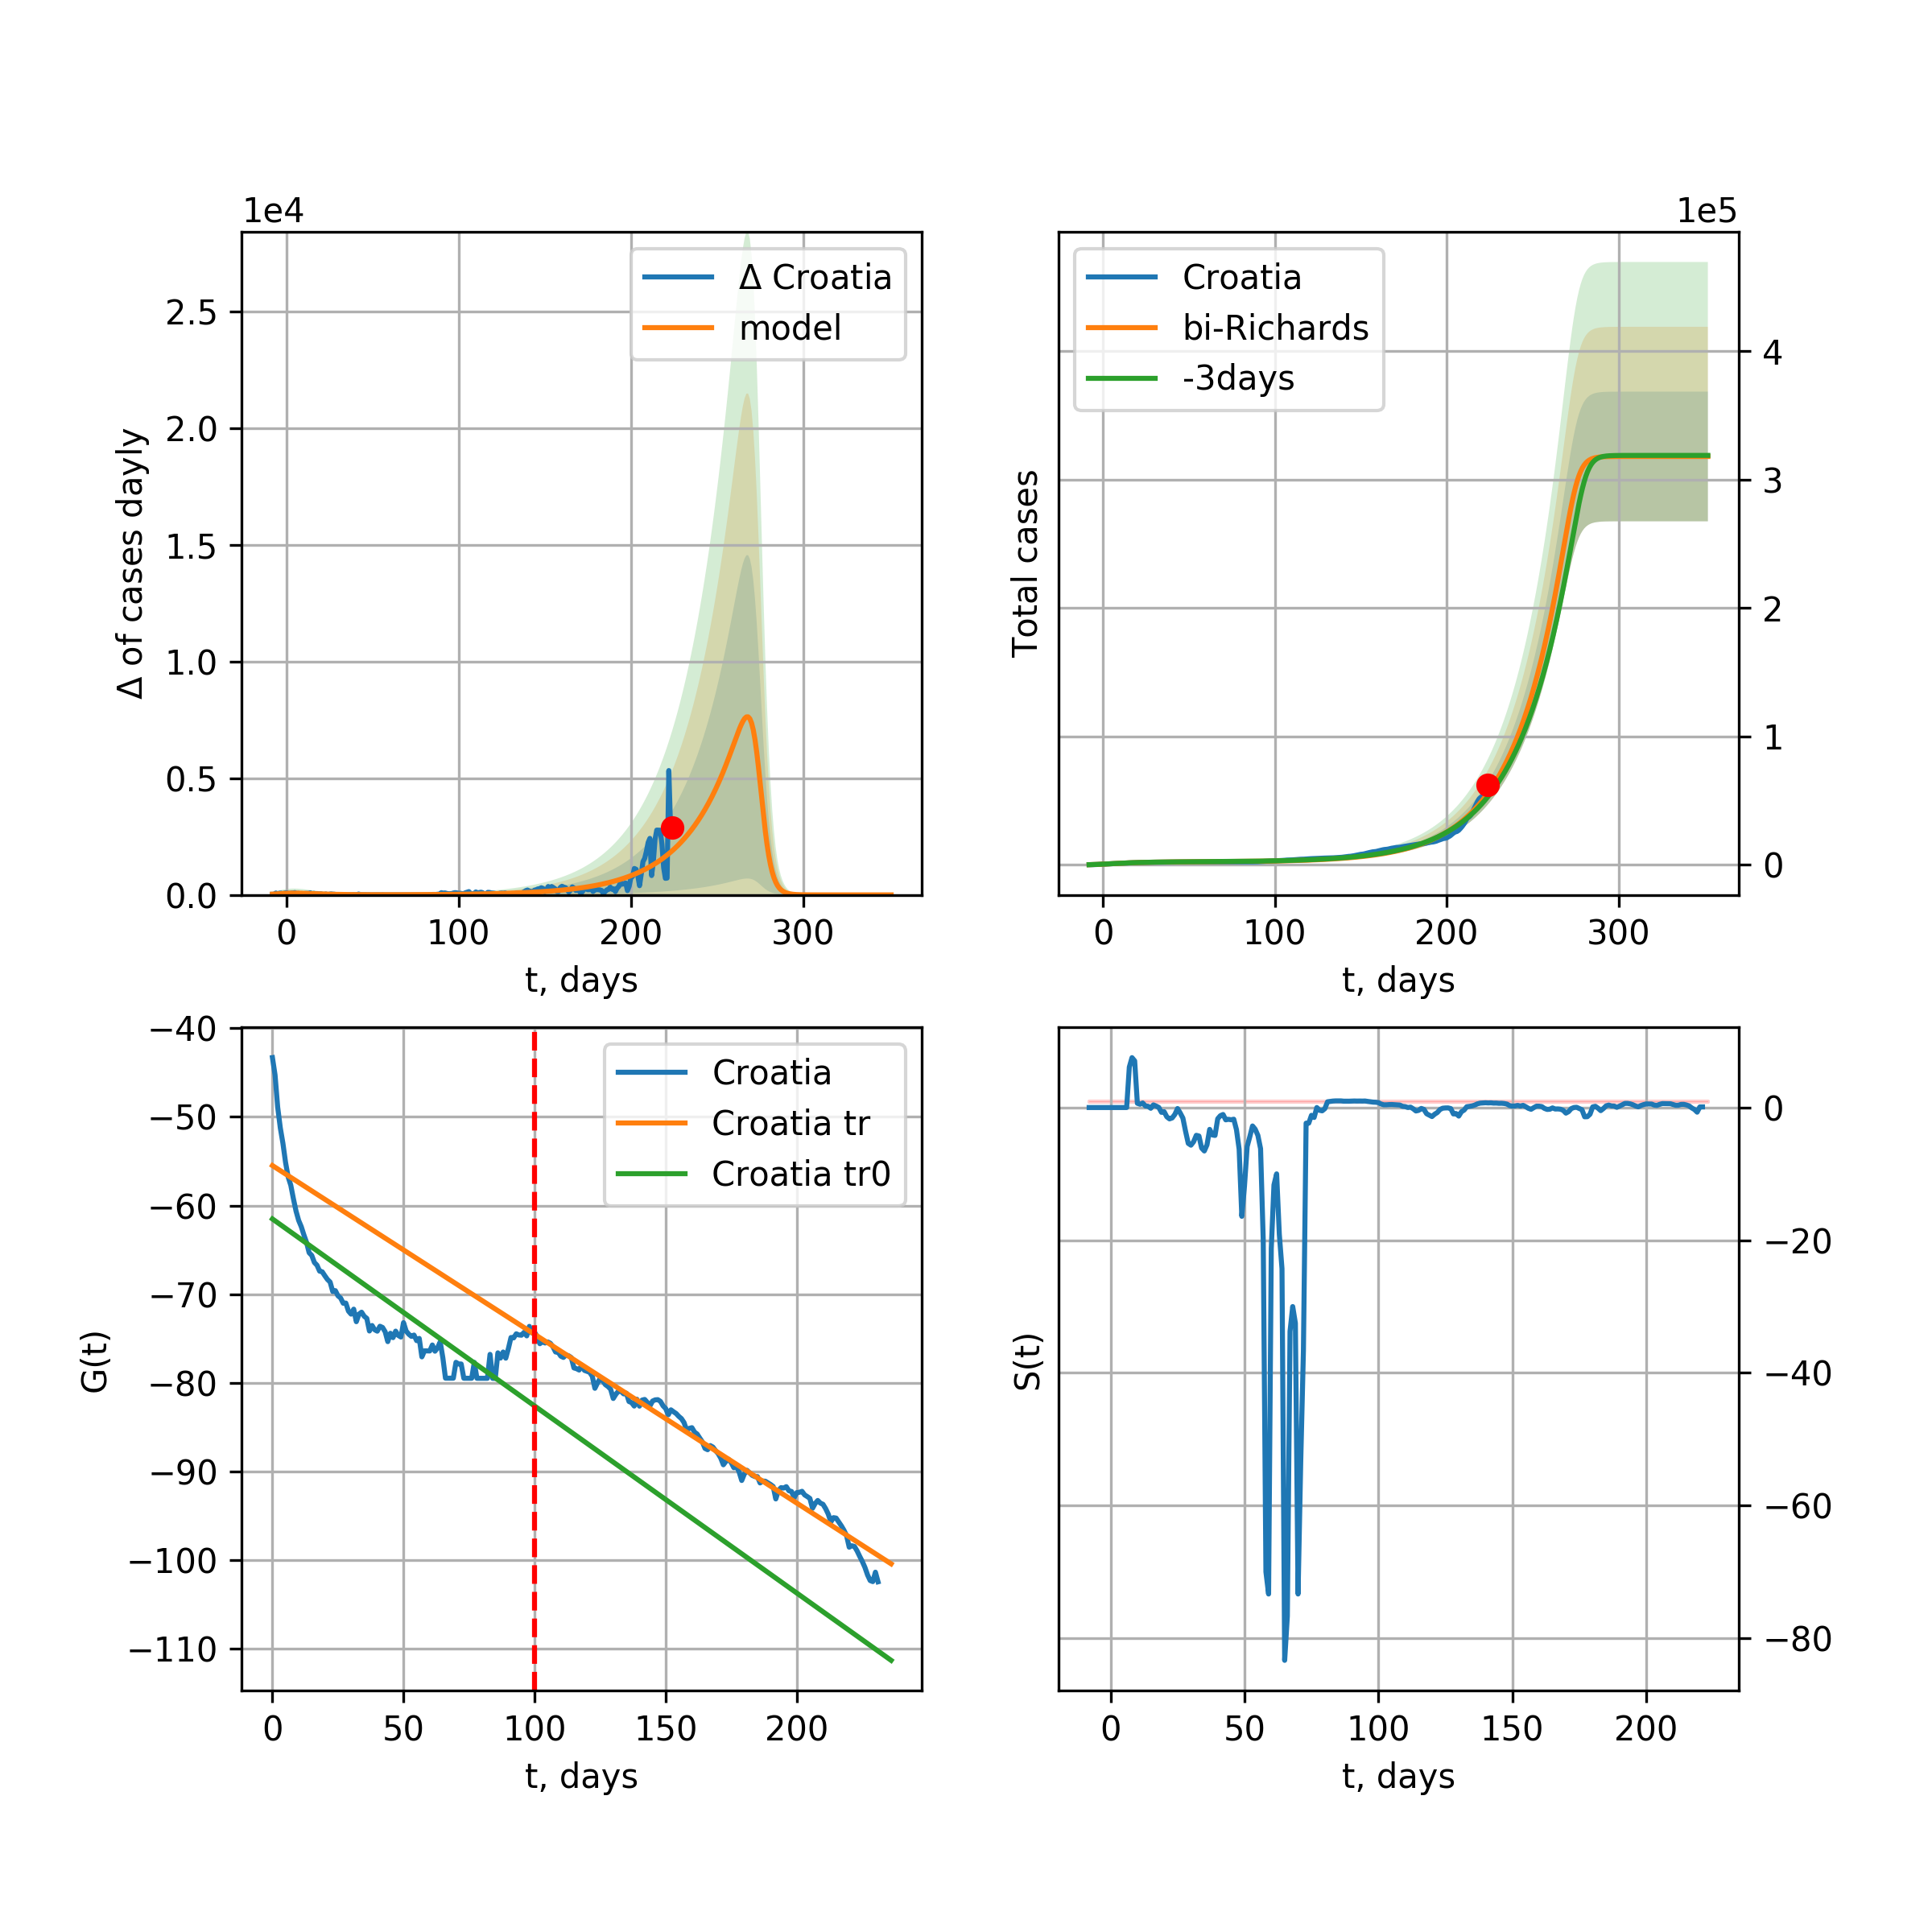 1e4
Δ of cases dayly
2.5
2.0
1.5
1.0
0.5
0.0
0 100 200 300
t, days
Δ Croatia
model
1e5
Total cases
4
3
2
1
0
0 100 200 300
t, days
Croatia
bi-Richards
-3days
G(t)
−40
−50
−60
−70
−80
−90
−100
−110
0 50 100 150 200
t, days
Croatia
Croatia tr
Croatia tr0
S(t)
0
−20
−40
−60
−80
0 50 100 150 200
t, days